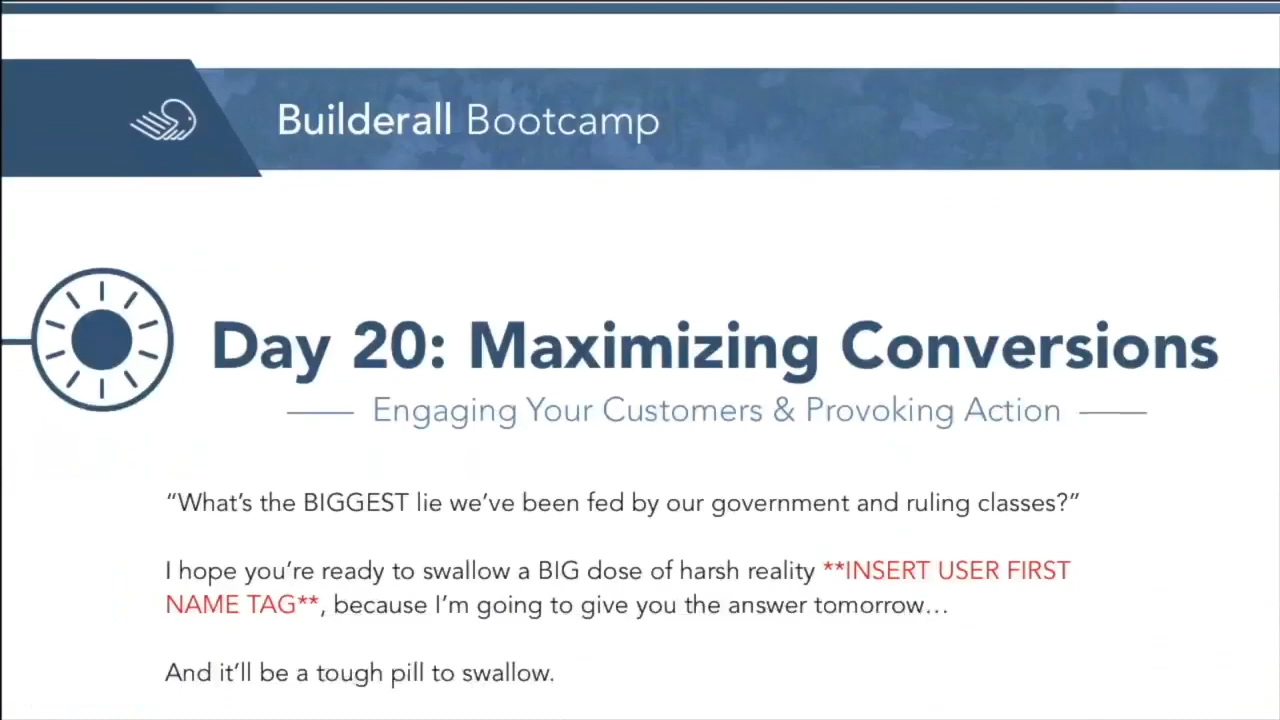 Builderall Bootcamp
Day 20: Maximizing Conversions
Engaging Your Customers & Provoking Action
“What’s the BIGGEST lie we’ve been fed by our government and ruling classes?”
I hope you’re ready to swallow a BIG dose of harsh reality **INSERT USER FIRST
NAME TAG**, because I’m going to give you the answer tomorrow…
And it’ll be a tough pill to swallow.